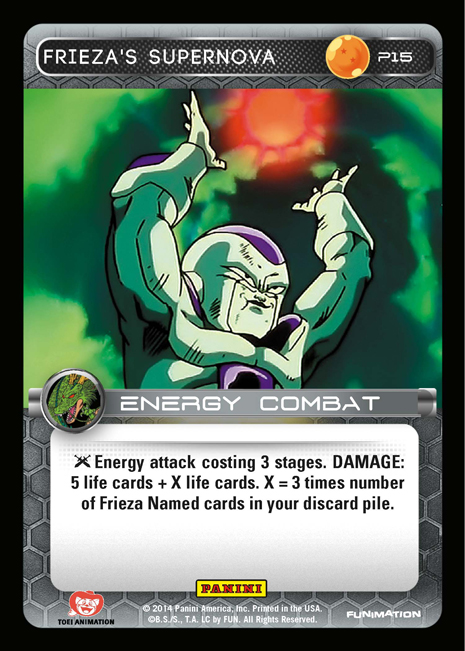 FRIEZA'S SUPERNOVA P15
ENERGY COMBAT
Energy attack costing 3 stages. DAMAGE:
5 life cards + X life cards. X = 3 times number
of Frieza Named cards in your discard pile.
PANINI
© 2014 Panini America, Inc. Printed in the USA.
©B.S./S., T.A. LC by FUN. All Rights Reserved.
TOEI ANIMATION
FUNIMATION